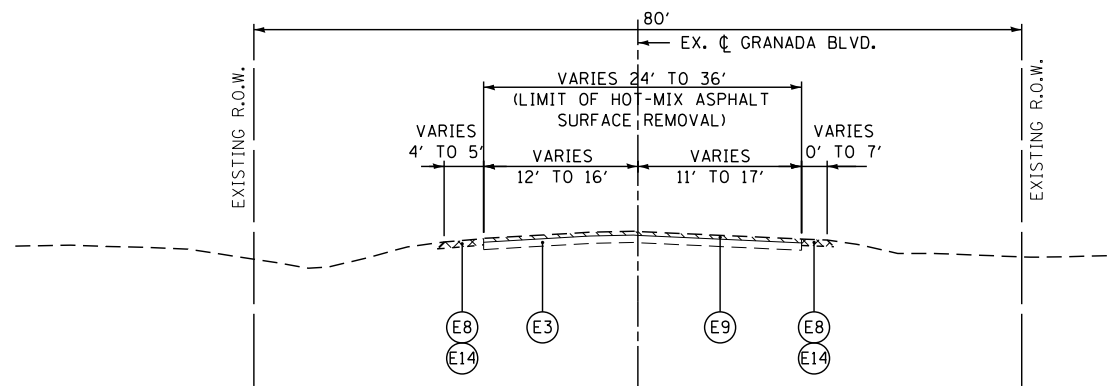 80'
EX. ℄ GRANADA BLVD.
EXISTING R.O.W.
EXISTING R.O.W.
VARIES 24' TO 36'
(LIMIT OF HOT-MIX ASPHALT
SURFACE REMOVAL)
VARIES
4' TO 5'
VARIES
12' TO 16'
VARIES
11' TO 17'
VARIES
0' TO 7'
E8
E14
E3
E9
E8
E14